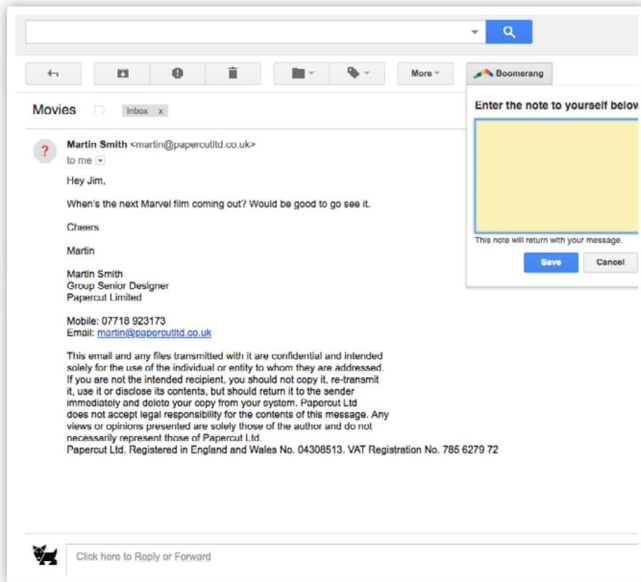 More
Boomerang
Movies
Inbox x
Enter the note to yourself below
?
Martin Smith <martin@papercutltd.co.uk>
to me
Hey Jim,
When's the next Marvel film coming out? Would be good to go see it.
Cheers
This note will return with your message.
Martin
Save Cancel
Martin Smith
Group Senior Designer
Papercut Limited
Mobile: 07718 923173
Email: martin@papercutltd.co.uk
This email and any files transmitted with it are confidential and intended
solely for the use of the individual or entity to whom they are addressed.
If you are not the intended recipient, you should not copy it, re-transmit
it, use it or disclose its contents, but should return it to the sender
immediately and delete your copy from your system. Papercut Ltd
does not accept legal responsibility for the contents of this message. Any
views or opinions presented are solely those of the author and do not
necessarily represent those of Papercut Ltd.
Papercut Ltd. Registered in England and Wales No. 04308513. VAT Registration No. 785 6279 72
Click here to Reply or Forward